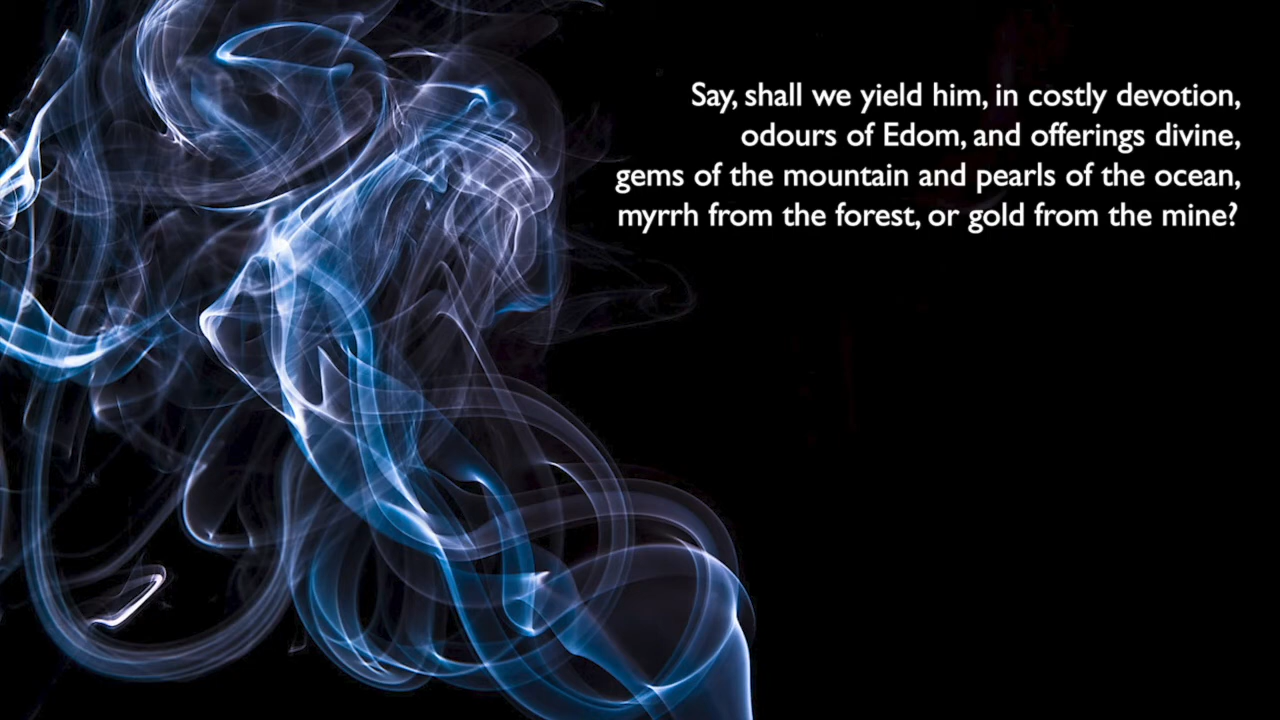 Say, shall we yield him, in costly devotion,
odours of Edom, and offerings divine,
gems of the mountain and pearls of the ocean,
myrrh from the forest, or gold from the mine?